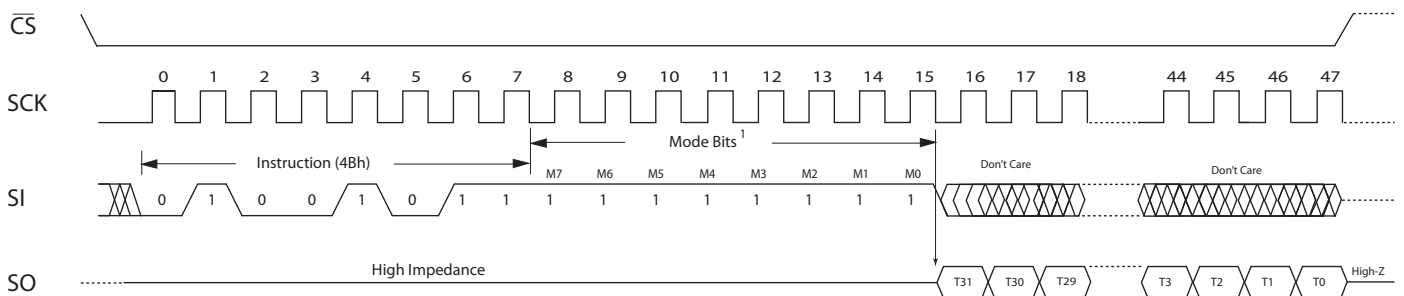 CS
0 1 2 3 4 5 6 7 8 9 10 11 12 13 14 15 16 17 18 44 45 46 47
SCK
Mode Bits 1
Instruction (4Bh)
M7 M6 M5 M4 M3 M2 M1 M0 Don't Care Don't Care
SI 0 1 0 0 1 0 1 1 1 1 1 1 1 1 1 1
High Impedance High-Z
SO T31 T30 T29 T3 T2 T1 T0